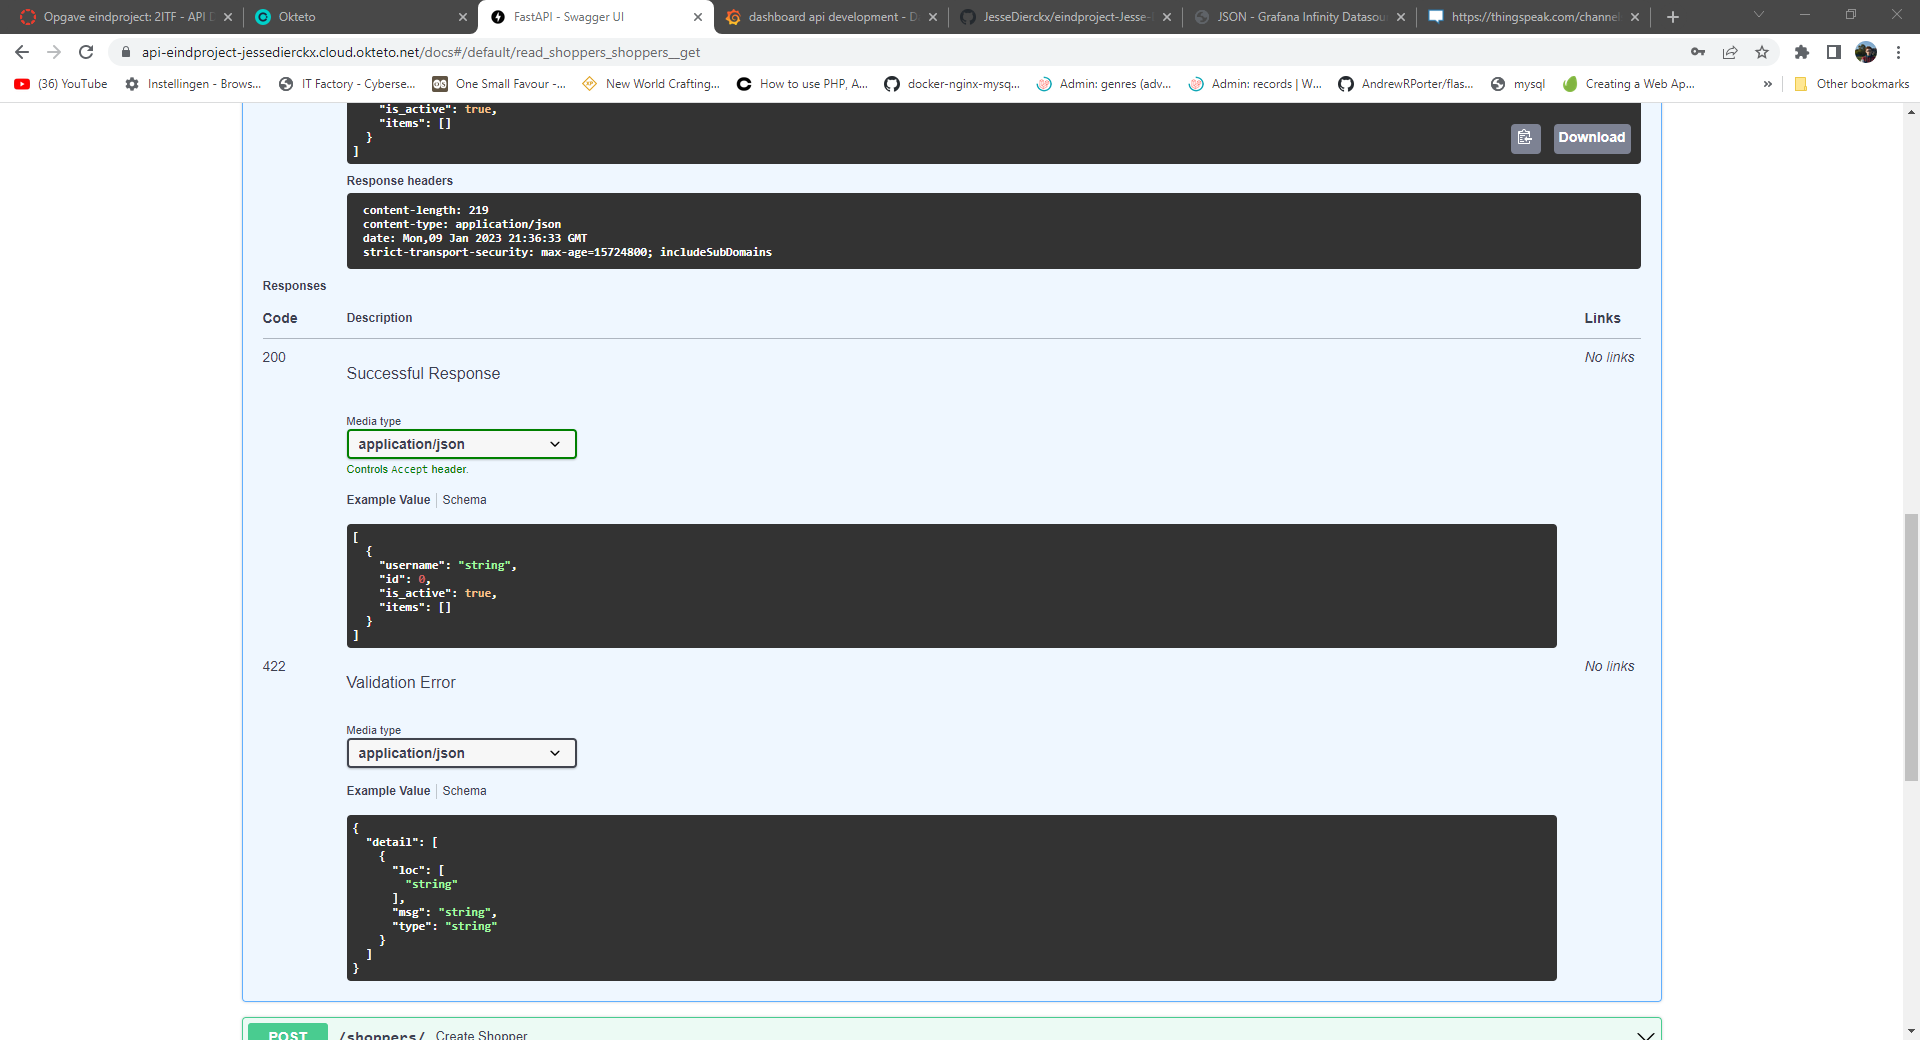 Opgave eindproject: 2ITF - API
Okteto
FastAPI - Swagger UI
dashboard api development - D
JesseDierckx/eindproject-Jesse-
JSON - Grafana Infinity Datasou
https://thingspeak.com/channe
api-eindproject-jessedierckx.cloud.okteto.net/docs#/default/read_shoppers_shoppers__get
(36) YouTube
Instellingen - Brows...
IT Factory - Cyberse...
One Small Favour -...
New World Crafting...
How to use PHP, A...
docker-nginx-mysq...
Admin: genres (adv...
Admin: records | W...
AndrewRPorter/flas...
mysql
Creating a Web Ap...
»
Other bookmarks
"is_active": true,
"items": []
}
]
Download
Response headers
content-length: 219
content-type: application/json
date: Mon,09 Jan 2023 21:36:33 GMT
strict-transport-security: max-age=15724800; includeSubDomains
Responses
Code Description Links
200 No links
Successful Response
Media type
application/json
Controls Accept header.
Example Value | Schema
[
{
"username": "string",
"id": 0,
"is_active": true,
"items": []
}
]
422 No links
Validation Error
Media type
application/json
Example Value | Schema
{
"detail": [
{
"loc": [
"string"
],
"msg": "string",
"type": "string"
}
]
}
POST /shoppers/ Create Shopper